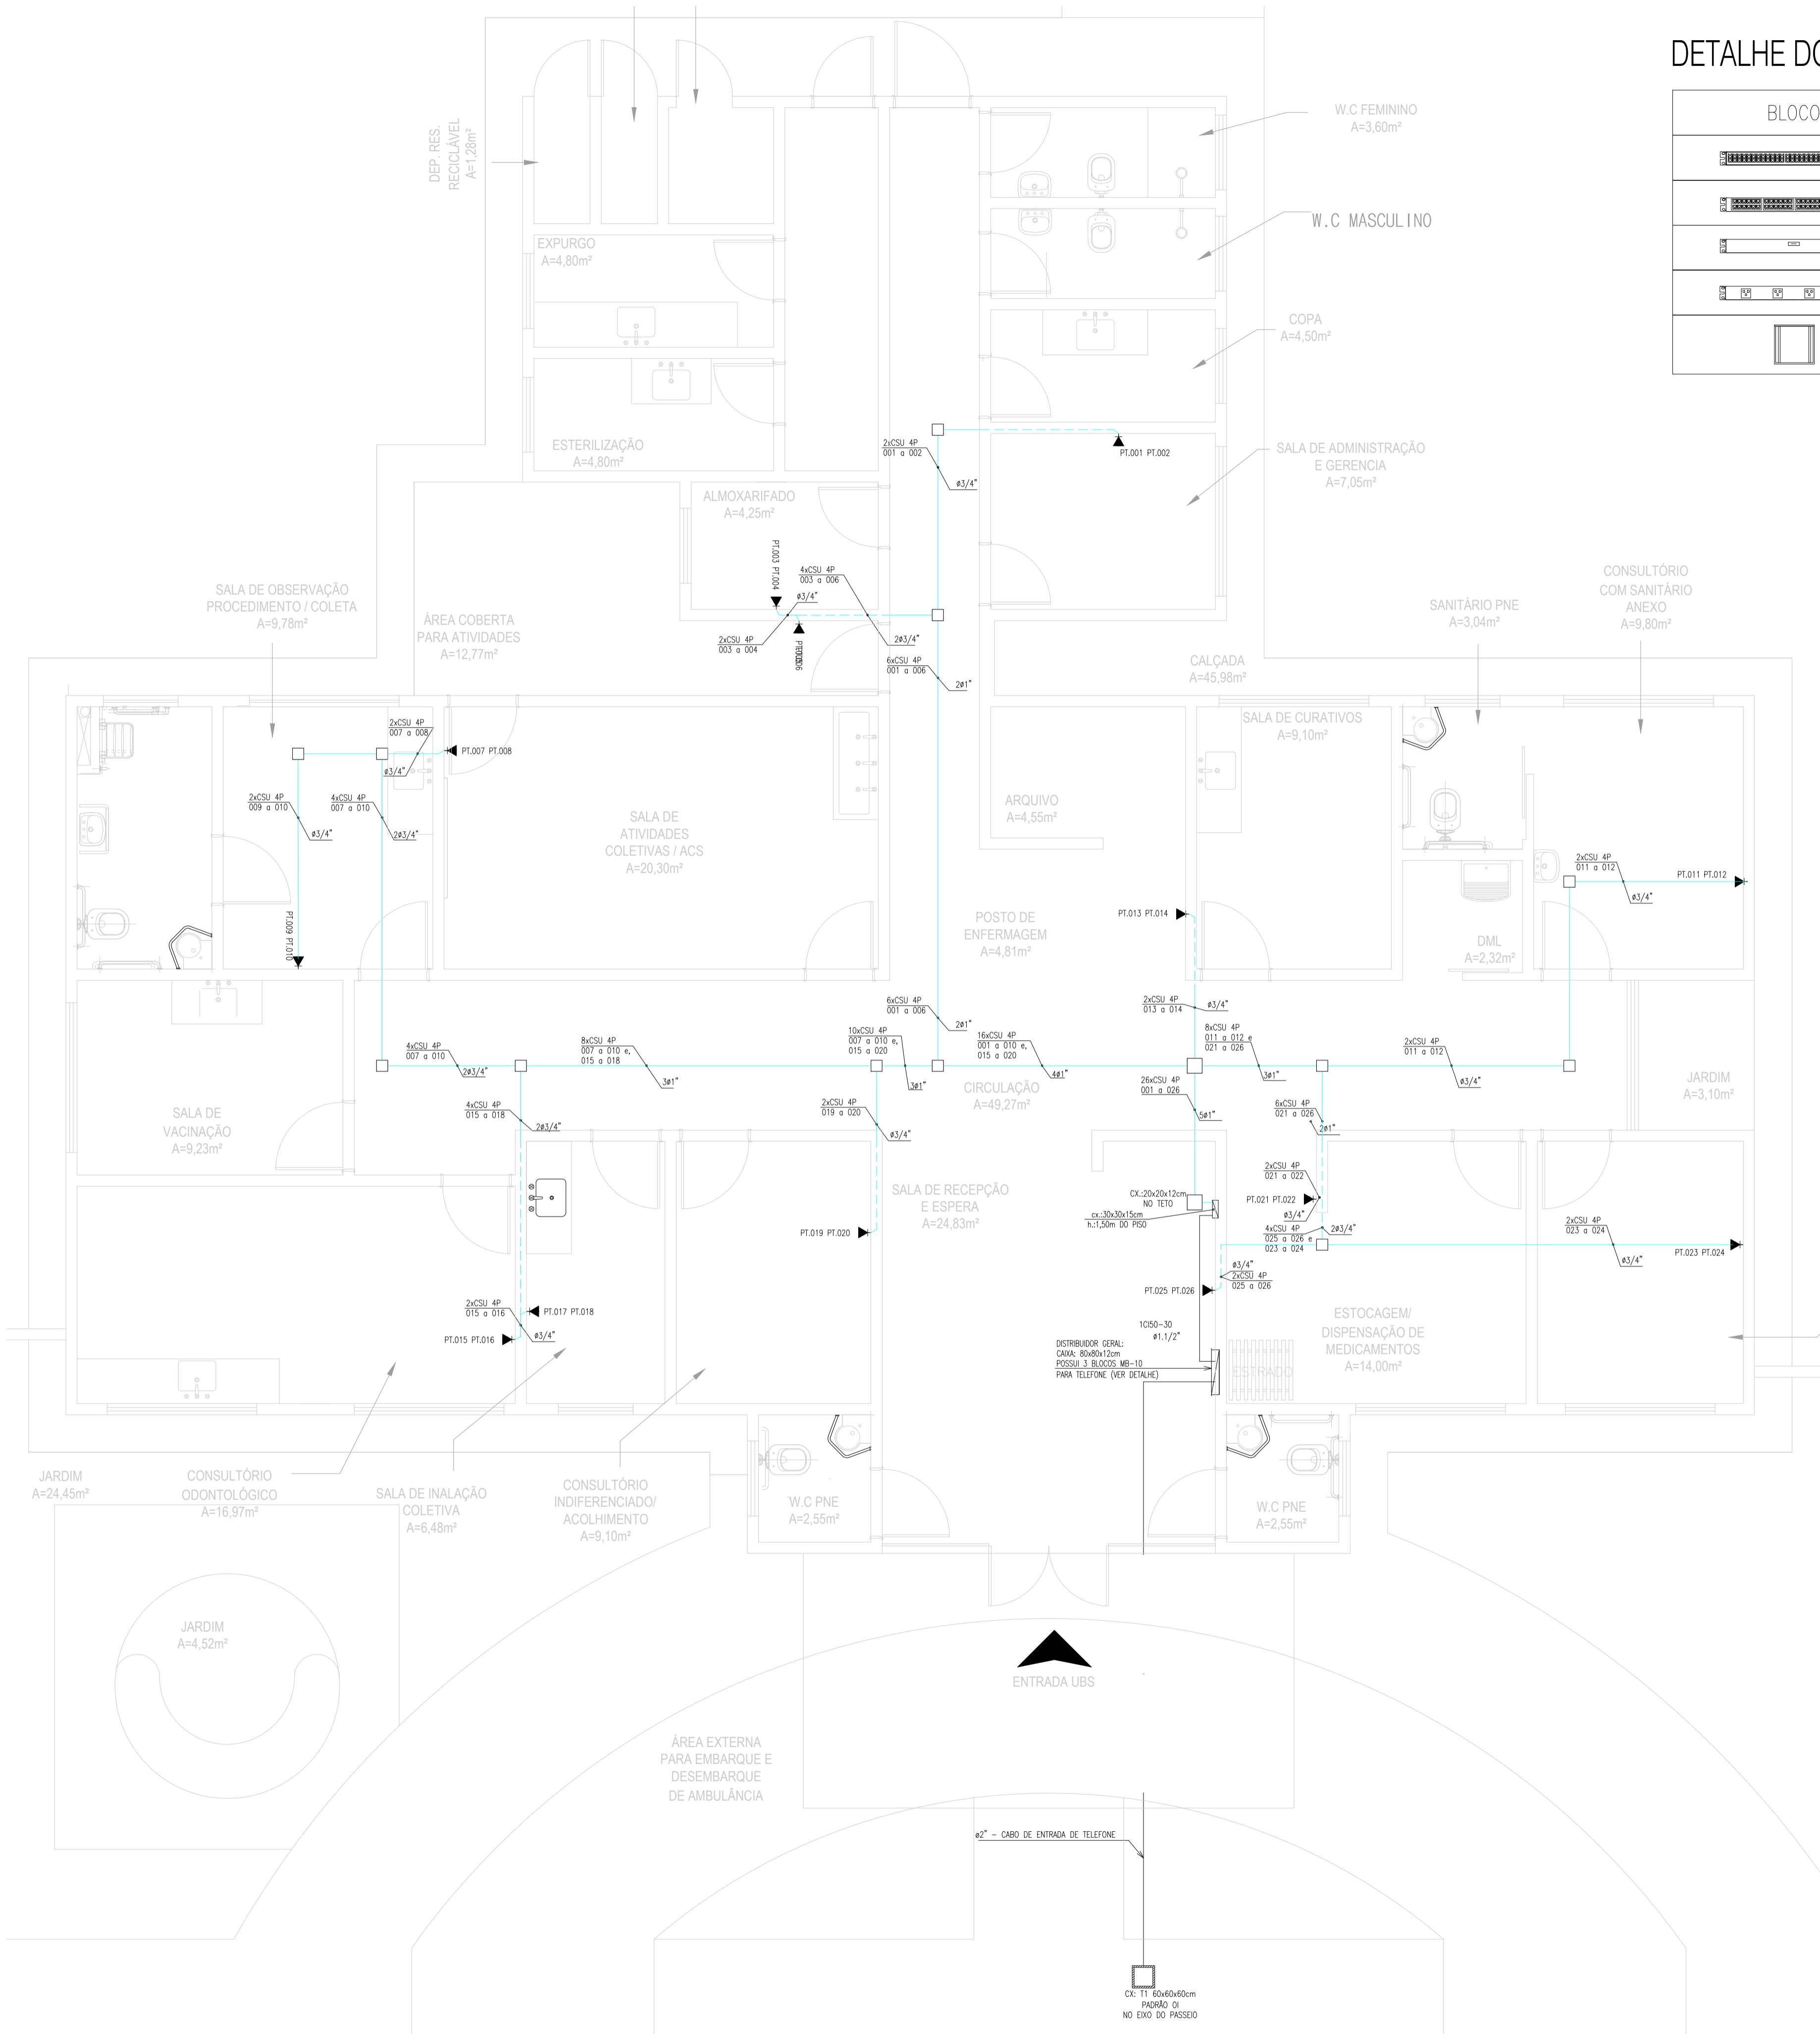 DETALHE DO
BLOCO
W.C FEMININO
A=3,60m²
DEP. RES.
RECICLÁVEL
A=1,28m²
W.C MASCULINO
EXPURGO
A=4,80m²
COPA
A=4,50m²
ESTERILIZAÇÃO
A=4,80m²
2xCSU 4P
001 a 002
ø3/4"
PT.001 PT.002
SALA DE ADMINISTRAÇÃO
E GERENCIA
A=7,05m²
ALMOXARIFADO
A=4,25m²
PT.003 PT.004
4xCSU 4P
003 a 006
ø3/4"
2xCSU 4P
003 a 004
2ø3/4"
6xCSU 4P
001 a 006
2ø1"
SALA DE OBSERVAÇÃO
PROCEDIMENTO / COLETA
A=9,78m²
ÁREA COBERTA
PARA ATIVIDADES
A=12,77m²
CALÇADA
A=45,98m²
SANITÁRIO PNE
A=3,04m²
CONSULTÓRIO
COM SANITÁRIO
ANEXO
A=9,80m²
2xCSU 4P
007 a 008
ø3/4"
PT.007 PT.008
2xCSU 4P
009 a 010
ø3/4"
4xCSU 4P
007 a 010
2ø3/4"
PT.009 PT.010
SALA DE
ATIVIDADES
COLETIVAS / ACS
A=20,30m²
SALA DE CURATIVOS
A=9,10m²
ARQUIVO
A=4,55m²
2xCSU 4P
011 a 012
ø3/4"
PT.011 PT.012
PT.013 PT.014
POSTO DE
ENFERMAGEM
A=4,81m²
DML
A=2,32m²
6xCSU 4P
001 a 006
2ø1"
2xCSU 4P
013 a 014
ø3/4"
4xCSU 4P
007 a 010
2ø3/4"
8xCSU 4P
007 a 010 e,
015 a 018
3ø1"
10xCSU 4P
007 a 010 e,
015 a 020
3ø1"
16xCSU 4P
001 a 010 e,
015 a 020
4ø1"
8xCSU 4P
011 a 012 e
021 a 026
3ø1"
2xCSU 4P
011 a 012
ø3/4"
CIRCULAÇÃO
A=49,27m²
JARDIM
A=3,10m²
SALA DE
VACINAÇÃO
A=9,23m²
4xCSU 4P
015 a 018
2ø3/4"
2xCSU 4P
019 a 020
ø3/4"
26xCSU 4P
001 a 026
5ø1"
6xCSU 4P
021 a 026
2ø1"
SALA DE RECEPÇÃO
E ESPERA
A=24,83m²
CX.:20x20x12cm
NO TETO
cx.:30x30x15cm
h.:1,50m DO PISO
2xCSU 4P
021 a 022
PT.021 PT.022
ø3/4"
4xCSU 4P
025 a 026 e
023 a 024
2ø3/4"
2xCSU 4P
023 a 024
ø3/4"
PT.023 PT.024
PT.019 PT.020
ø3/4"
2xCSU 4P
025 a 026
PT.025 PT.026
2xCSU 4P
015 a 016
ø3/4"
PT.017 PT.018
PT.015 PT.016
1CI50-30
ø1.1/2"
DISTRIBUIDOR GERAL:
CAIXA: 80x80x12cm
POSSUI 3 BLOCOS MB-10
PARA TELEFONE (VER DETALHE)
ESTOCAGEM/
DISPENSAÇÃO DE
MEDICAMENTOS
A=14,00m²
ESTRADO
JARDIM
A=24,45m²
CONSULTÓRIO
ODONTOLÓGICO
A=16,97m²
SALA DE INALAÇÃO
COLETIVA
A=6,48m²
CONSULTÓRIO
INDIFERENCIADO/
ACOLHIMENTO
A=9,10m²
W.C PNE
A=2,55m²
W.C PNE
A=2,55m²
JARDIM
A=4,52m²
ENTRADA UBS
ÁREA EXTERNA
PARA EMBARQUE E
DESEMBARQUE
DE AMBULÂNCIA
ø2" - CABO DE ENTRADA DE TELEFONE
CX: T1 60x60x60cm
PADRÃO OI
NO EIXO DO PASSEIO